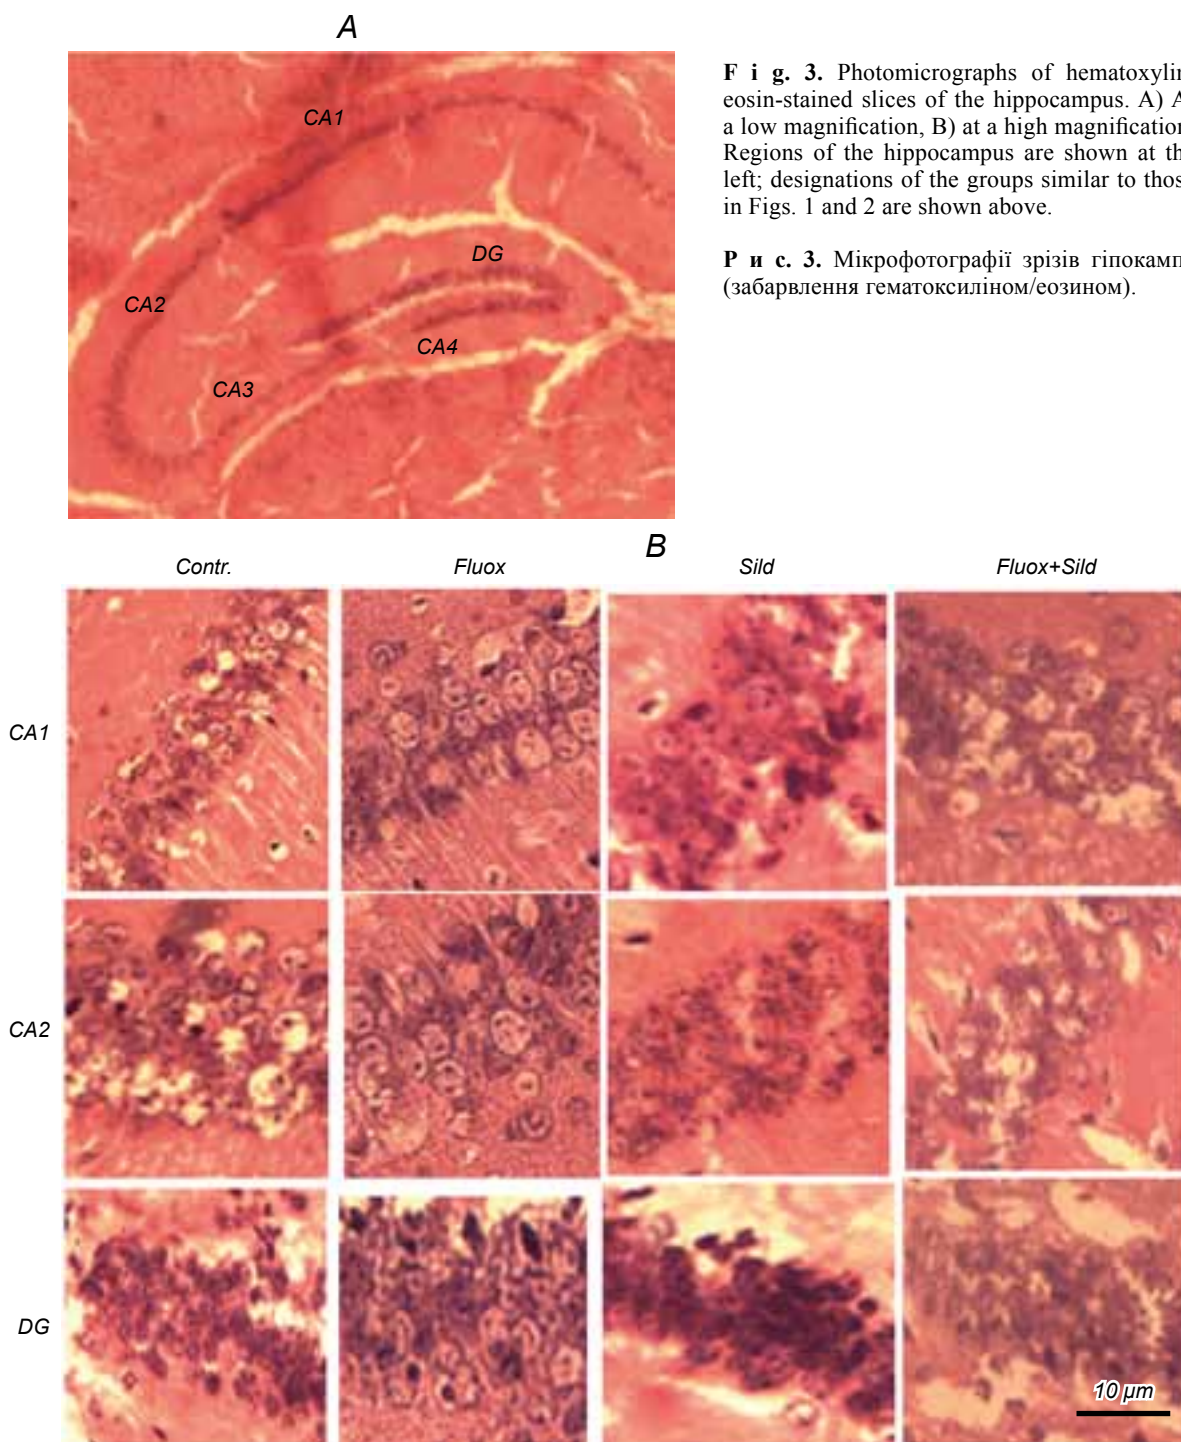 A
CA1
DG
CA2
CA4
CA3
F i g. 3. Photomicrographs of hematoxylin
eosin-stained slices of the hippocampus. A) A
a low magnification, B) at a high magnification
Regions of the hippocampus are shown at th
left; designations of the groups similar to thos
in Figs. 1 and 2 are shown above.
Р и с. 3. Мікрофотографії зрізів гіпокамп
(забарвлення гематоксиліном/еозином).
B
Contr. Fluox Sild Fluox+Sild
CA1
CA2
DG
10 µm